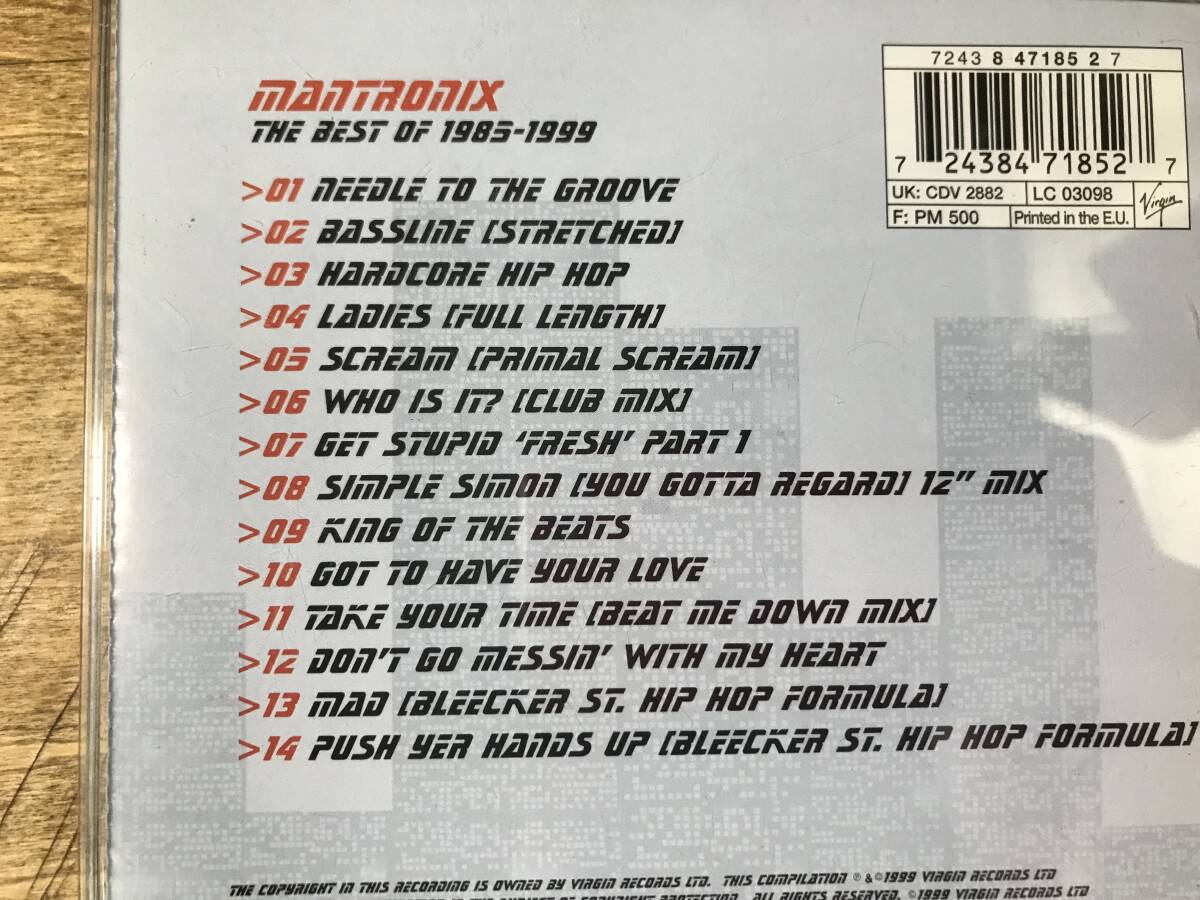 MANTRONIX
THE BEST OF 1985-1999
>01 NEEDLE TO THE GROOVE
>02 BASSLINE [STRETCHED]
>03 HARDCORE HIP HOP
>04 LADIES [FULL LENGTH]
>05 SCREAM [PRIMAL SCREAM]
>06 WHO IS IT? [CLUB MIX]
>07 GET STUPID 'FRESH' PART 1
>08 SIMPLE SIMON [YOU GOTTA REGARD] 12" MIX
>09 KING OF THE BEATS
>10 GOT TO HAVE YOUR LOVE
>11 TAKE YOUR TIME [BEAT ME DOWN MIX]
>12 DON'T GO MESSIN' WITH MY HEART
>13 MAD [BLEECKER ST. HIP HOP FORMULA]
>14 PUSH YER HANDS UP [BLEECKER ST. HIP HOP FORMULA]
7243 8 47185 2 7
7 24384 71852 7
UK: CDV 2882 LC 03098
F: PM 500 Printed in the E.U. Virgin
THE COPYRIGHT IN THIS RECORDING IS OWNED BY VIRGIN RECORDS LTD. THIS COMPILATION ℗ & ©1999 VIRGIN RECORDS LTD
ALL RIGHTS RESERVED. ©1999 VIRGIN RECORDS LTD